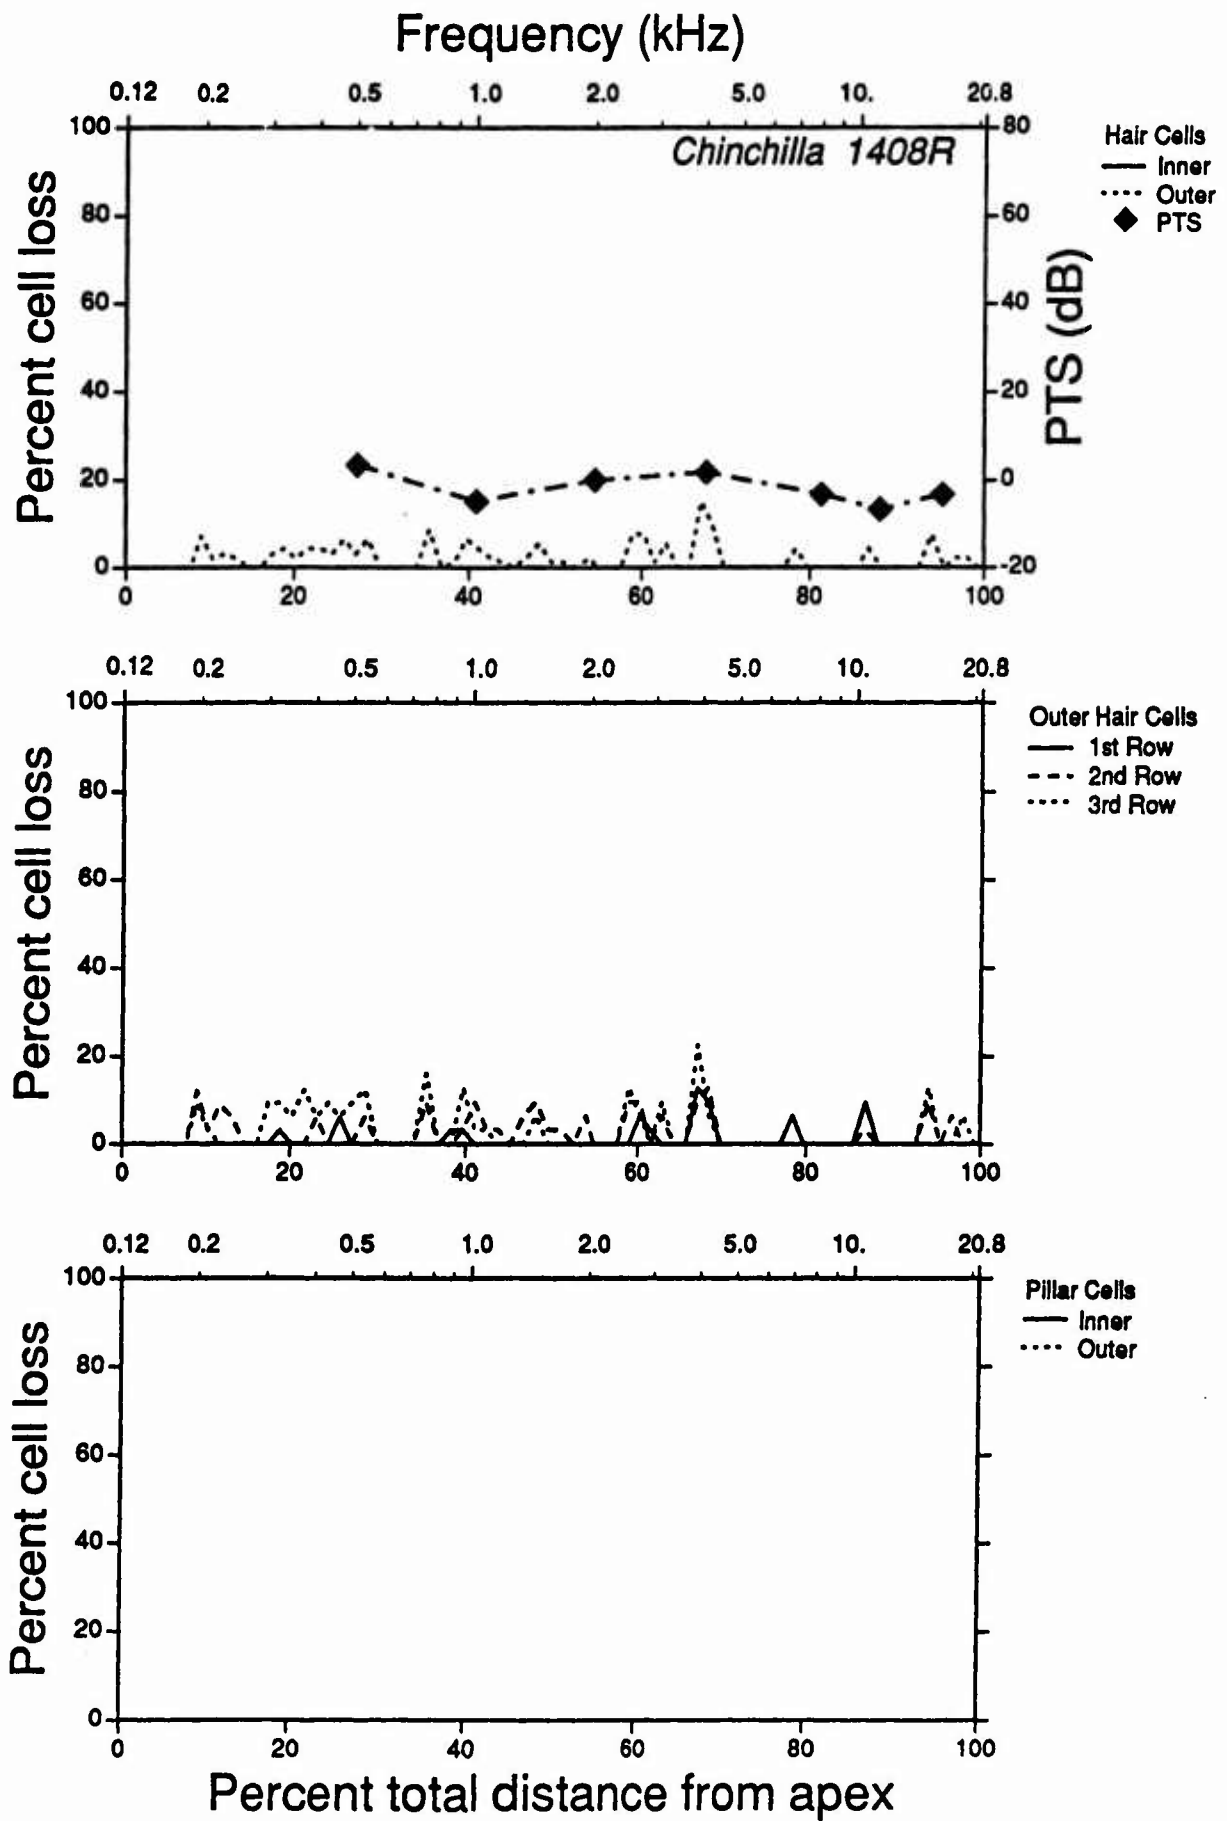 Frequency (kHz)
0.12 0.2 0.5 1.0 2.0 5.0 10. 20.8
Chinchilla 1408R
100 80 60 40 20 0
Percent cell loss
80 60 40 20 0 -20
PTS (dB)
0 20 40 60 80 100
Hair Cells
Inner
Outer
PTS
0.12 0.2 0.5 1.0 2.0 5.0 10. 20.8
100 80 60 40 20 0
Percent cell loss
0 20 40 60 80 100
Outer Hair Cells
1st Row
2nd Row
3rd Row
0.12 0.2 0.5 1.0 2.0 5.0 10. 20.8
100 80 60 40 20 0
Percent cell loss
0 20 40 60 80 100
Pillar Cells
Inner
Outer
Percent total distance from apex